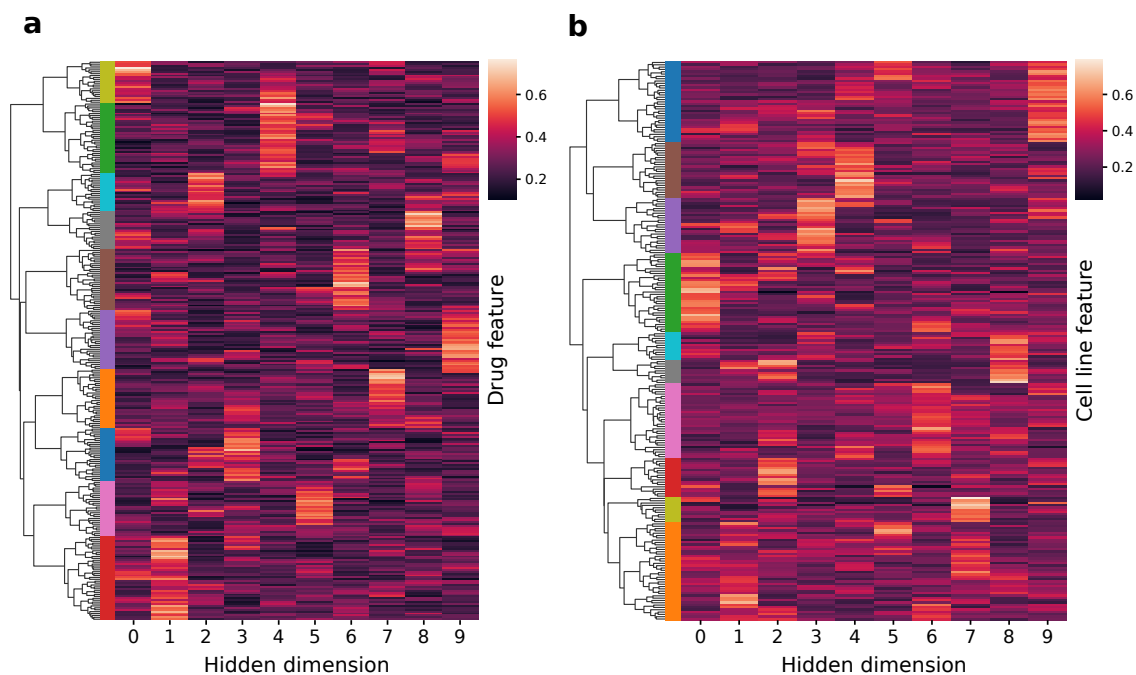 a
0.6
0.4
0.2
Drug feature
0 1 2 3 4 5 6 7 8 9
Hidden dimension
b
0.6
0.4
0.2
Cell line feature
0 1 2 3 4 5 6 7 8 9
Hidden dimension